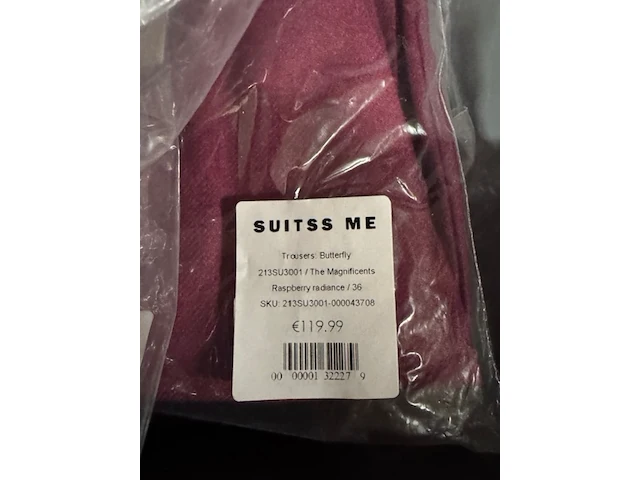 SUITSS ME
Trousers: Butterfly
213SU3001 / The Magnificents
Raspberry radiance / 36
SKU: 213SU3001-000043708
€119.99
00 00001 32227 9